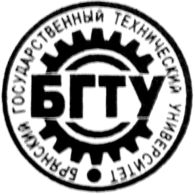 БРЯНСКИЙ ГОСУДАРСТВЕННЫЙ ТЕХНИЧЕСКИЙ УНИВЕРСИТЕТ
БГТУ